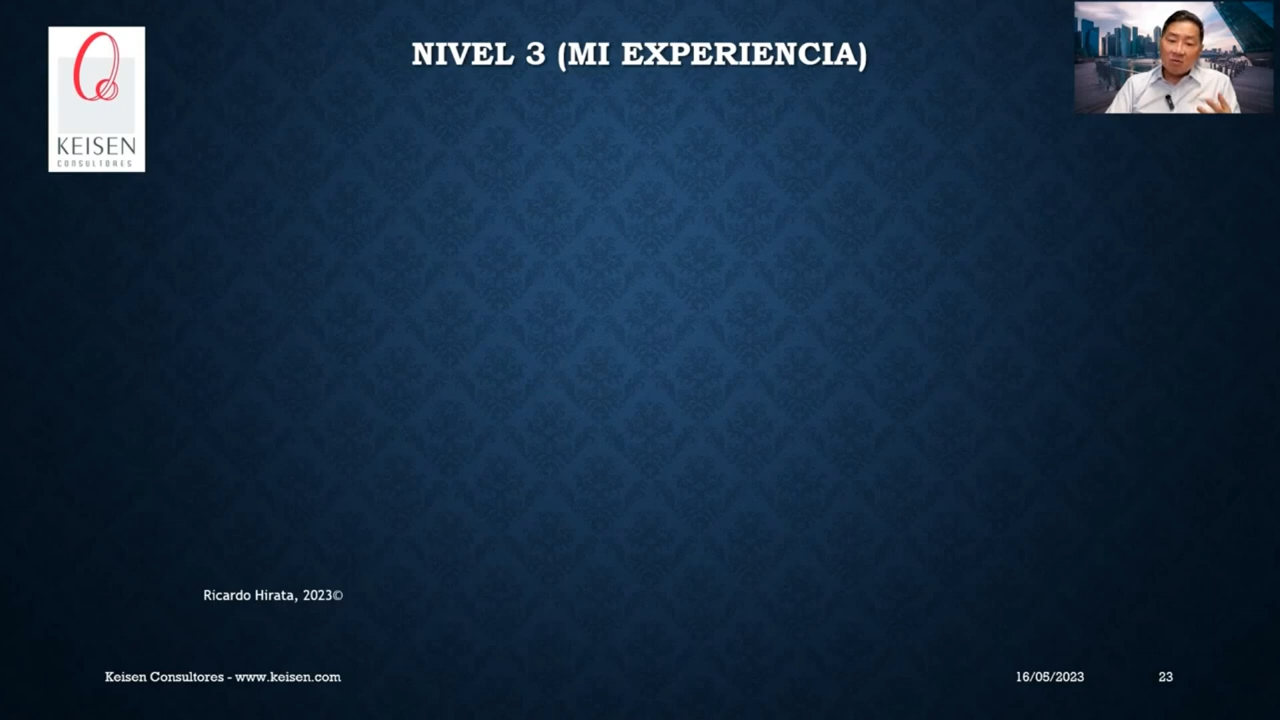 NIVEL 3 (MI EXPERIENCIA)
KEISEN
CONSULTORES
Ricardo Hirata, 2023©
Keisen Consultores - www.keisen.com
16/05/2023
23